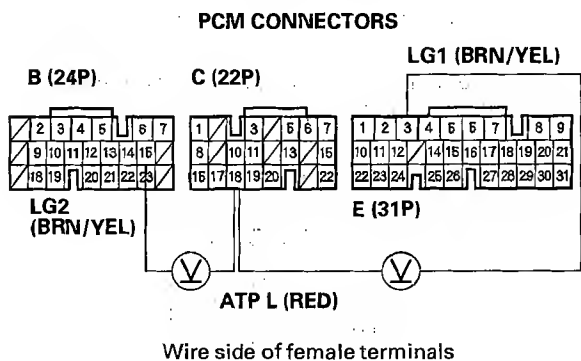 PCM CONNECTORS
B (24P) C (22P) LG1 (BRN/YEL)
2 3 4 5 6 7
9 10 11 12 13 14 15
18 19 20 21 22 23
1 3 5 6 7
8 10 11 13 15
16 17 18 19 20 22
1 2 3 4 5 6 7 8 9
10 11 12 14 15 16 17 18 19 20 21
22 23 24 25 26 27 28 29 30 31
LG2
(BRN/YEL)
E (31P)
V V
ATP L (RED)
Wire side of female terminals